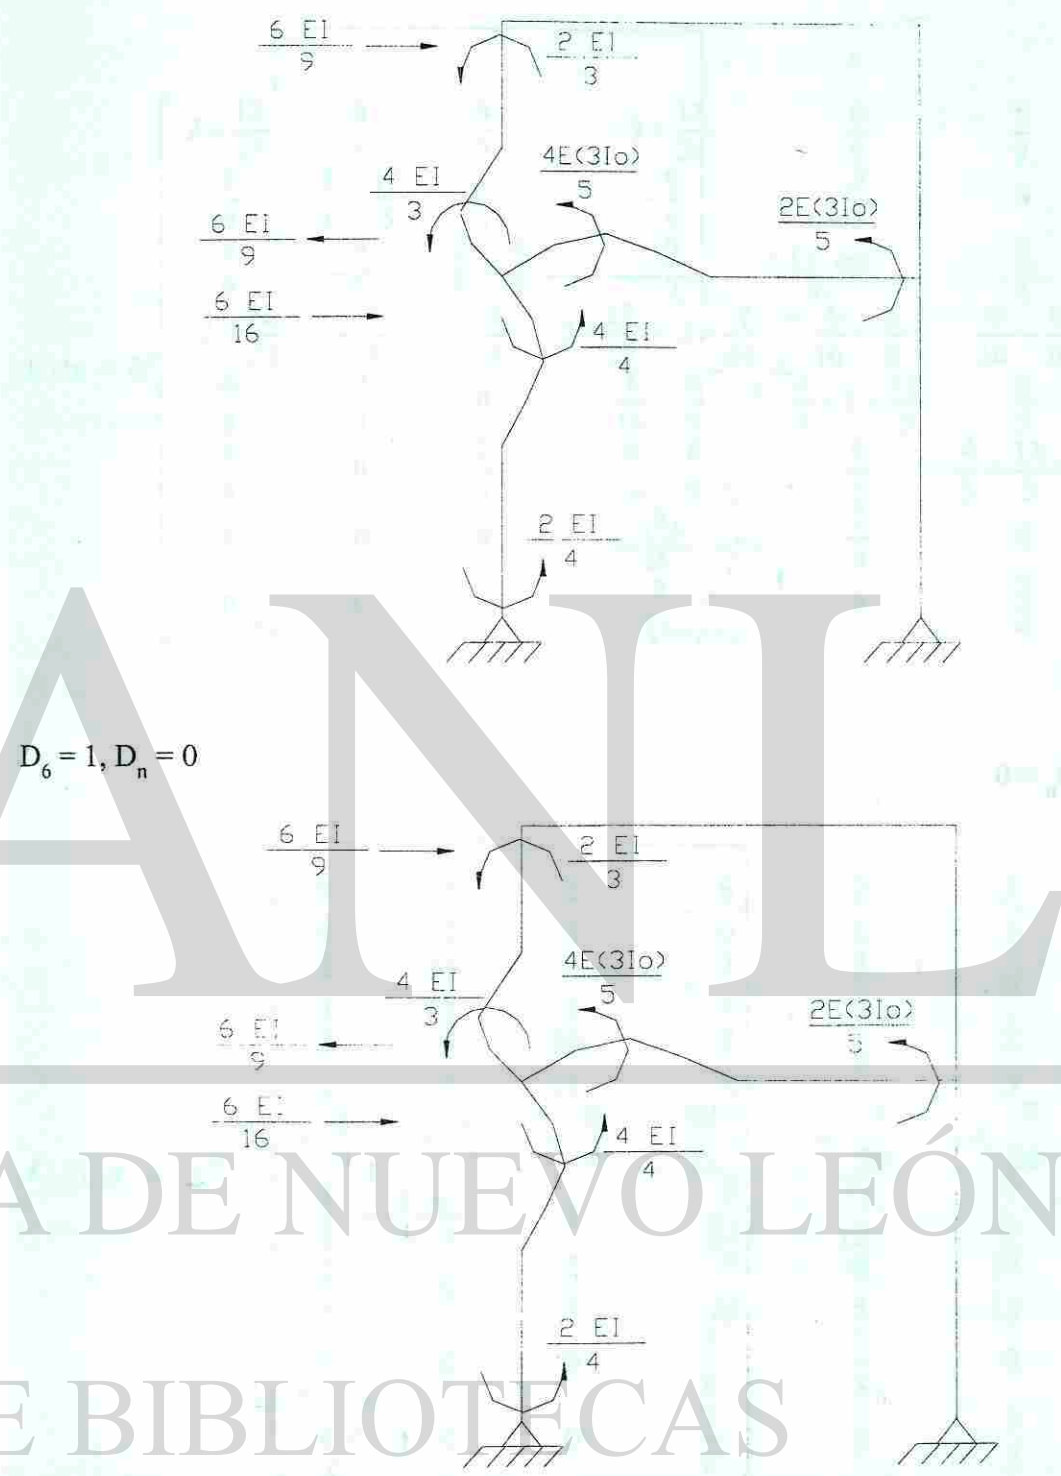 6 EI
9
2 EI
3
4 EI
3
4E(3Io)
5
2E(3Io)
5
6 EI
9
6 EI
16
4 EI
4
2 EI
4
D6 = 1, Dn = 0
6 EI
9
2 EI
3
4 EI
3
4E(3Io)
5
2E(3Io)
5
6 EI
9
6 EI
16
4 EI
4
2 EI
4
ANL
A DE NUEVO LEÓN
E BIBLIOTECAS